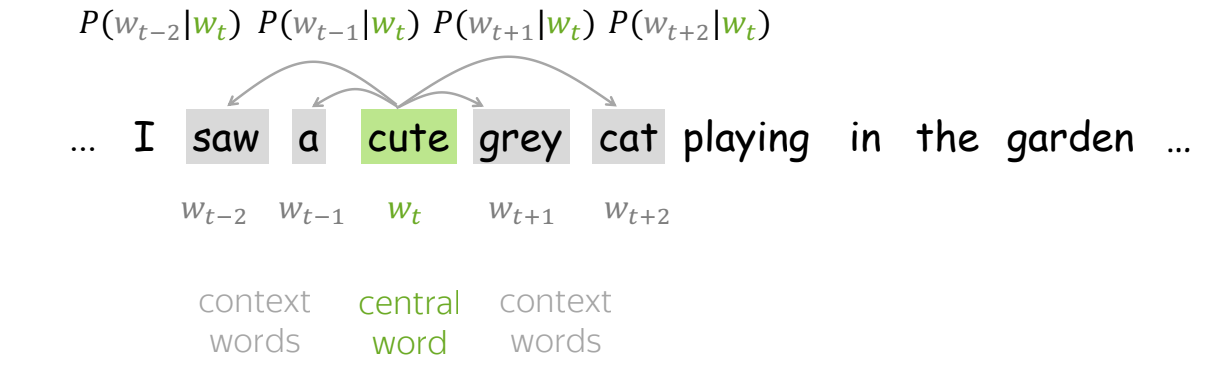 P(w_{t−2}|w_t) P(w_{t−1}|w_t) P(w_{t+1}|w_t) P(w_{t+2}|w_t)
... I saw a cute grey cat playing in the garden ...
w_{t−2} w_{t−1} w_t w_{t+1} w_{t+2}
context central context
words word words